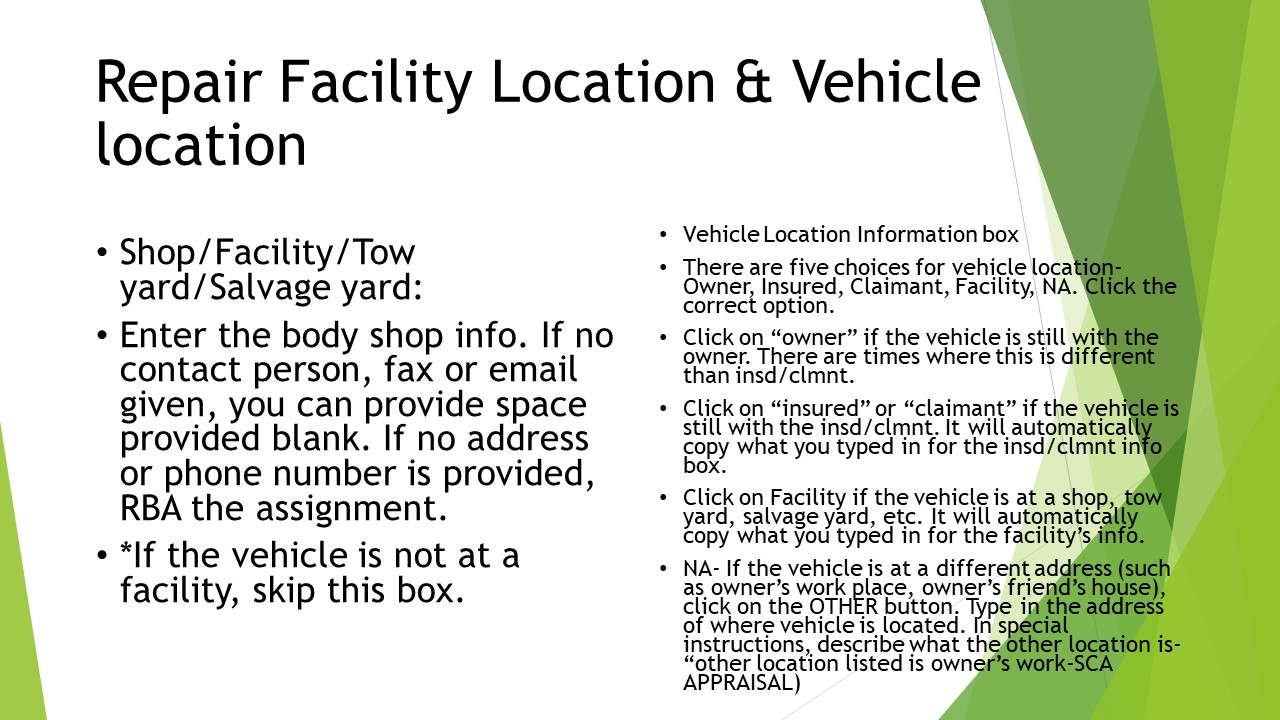 Repair Facility Location & Vehicle
location
• Shop/Facility/Tow
yard/Salvage yard:
• Enter the body shop info. If no
contact person, fax or email
given, you can provide space
provided blank. If no address
or phone number is provided,
RBA the assignment.
• *If the vehicle is not at a
facility, skip this box.
• Vehicle Location Information box
• There are five choices for vehicle location-
Owner, Insured, Claimant, Facility, NA. Click the
correct option.
• Click on “owner” if the vehicle is still with the
owner. There are times where this is different
than insd/clmnt.
• Click on “insured” or “claimant” if the vehicle is
still with the insd/clmnt. It will automatically
copy what you typed in for the insd/clmnt info
box.
• Click on Facility if the vehicle is at a shop, tow
yard, salvage yard, etc. It will automatically
copy what you typed in for the facility’s info.
• NA- If the vehicle is at a different address (such
as owner’s work place, owner’s friend’s house),
click on the OTHER button. Type in the address
of where vehicle is located. In special
instructions, describe what the other location is-
“other location listed is owner’s work-SCA
APPRAISAL)